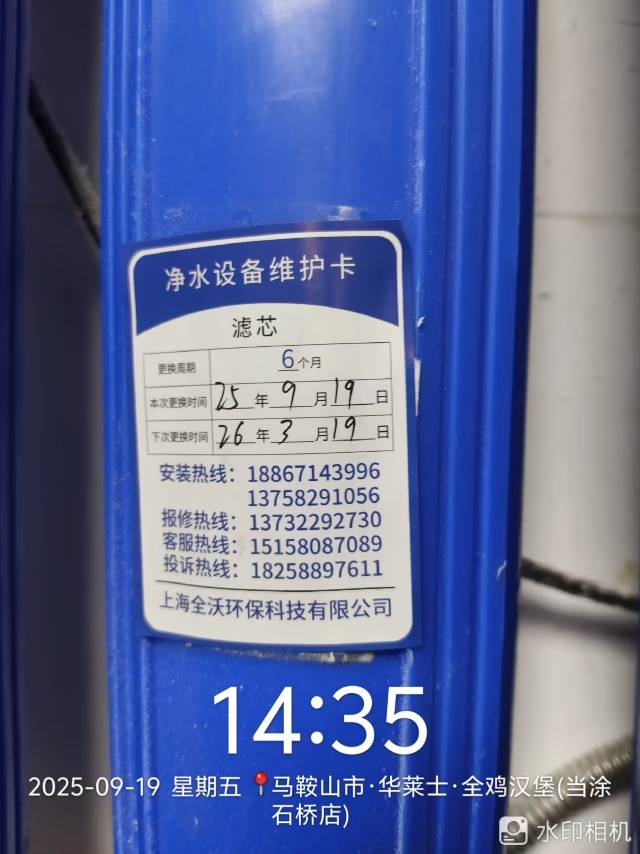 净水设备维护卡
滤芯
更换周期 6个月
本次更换时间 25年9月19日
下次更换时间 26年3月19日
安装热线：18867143996
13758291056
报修热线：13732292730
客服热线：15158087089
投诉热线：18258897611
上海全沃环保科技有限公司
14:35
2025-09-19 星期五 📍马鞍山市·华莱士·全鸡汉堡(当涂
石桥店)
水印相机